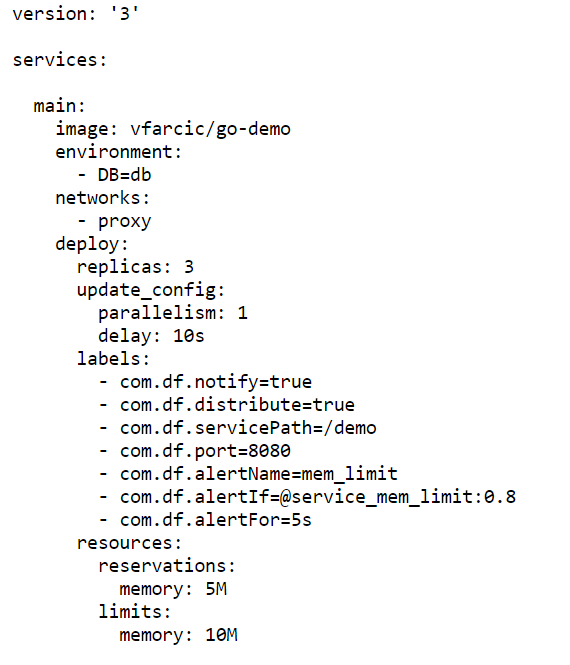 version: '3'

services:

  main:
    image: vfarcic/go-demo
    environment:
      - DB=db
    networks:
      - proxy
    deploy:
      replicas: 3
      update_config:
        parallelism: 1
        delay: 10s
      labels:
        - com.df.notify=true
        - com.df.distribute=true
        - com.df.servicePath=/demo
        - com.df.port=8080
        - com.df.alertName=mem_limit
        - com.df.alertIf=@service_mem_limit:0.8
        - com.df.alertFor=5s
      resources:
        reservations:
          memory: 5M
        limits:
          memory: 10M